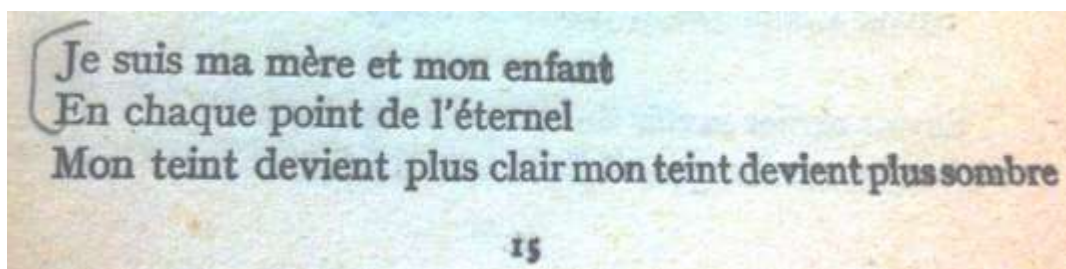 Je suis ma mère et mon enfant
En chaque point de l'éternel
Mon teint devient plus clair mon teint devient plus sombre
15